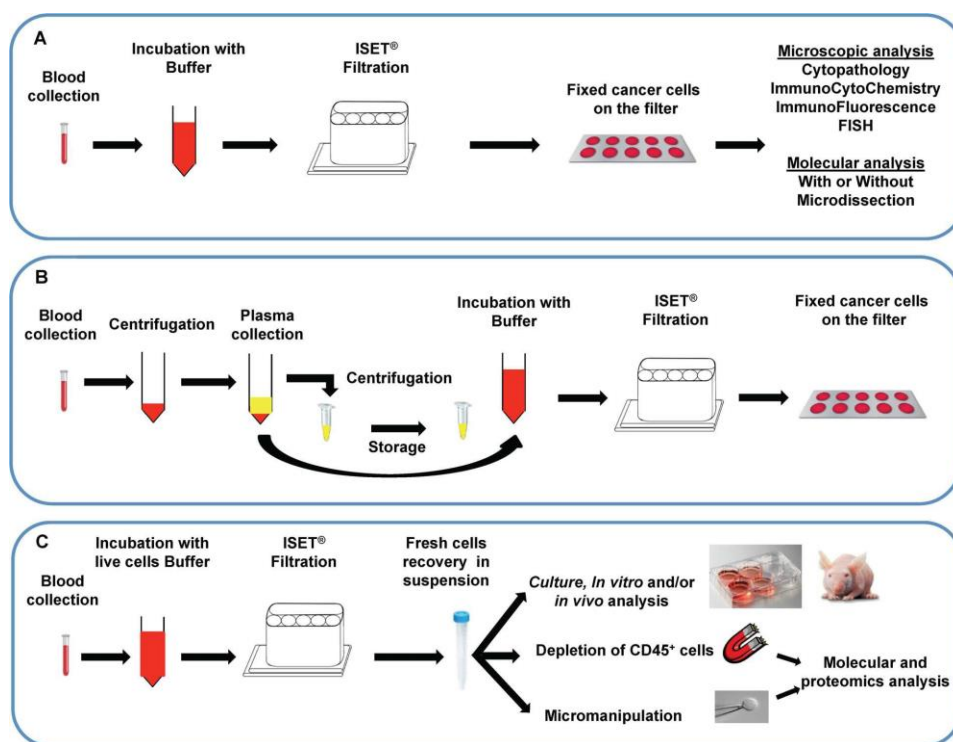 A
Blood
collection
Incubation with
Buffer
ISET®
Filtration
Fixed cancer cells
on the filter
Microscopic analysis
Cytopathology
ImmunoCytoChemistry
ImmunoFluorescence
FISH
Molecular analysis
With or Without
Microdissection
B
Blood
collection
Centrifugation
Plasma
collection
Centrifugation
Storage
Incubation with
Buffer
ISET®
Filtration
Fixed cancer cells
on the filter
C
Blood
collection
Incubation with
live cells Buffer
ISET®
Filtration
Fresh cells
recovery in
suspension
Culture, In vitro and/or
in vivo analysis
Depletion of CD45⁺ cells
Micromanipulation
Molecular and
proteomics analysis